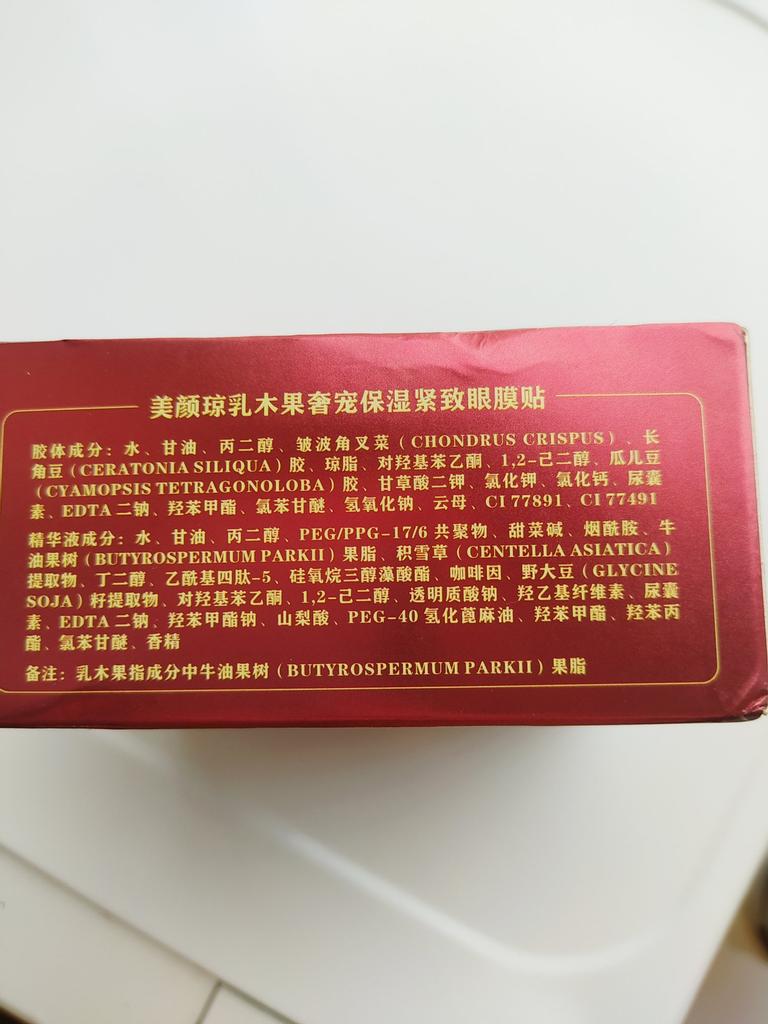 美颜琼乳木果奢宠保湿紧致眼膜贴
胶体成分：水、甘油、丙二醇、皱波角叉菜（CHONDRUS CRISPUS）、长
角豆（CERATONIA SILIQUA）胶、琼脂、对羟基苯乙酮、1,2-己二醇、瓜儿豆
（CYAMOPSIS TETRAGONOLOBA）胶、甘草酸二钾、氯化钾、氯化钙、尿囊
素、EDTA 二钠、羟苯甲酯、氯苯甘醚、氢氧化钠、云母、CI 77891、CI 77491
精华液成分：水、甘油、丙二醇、PEG/PPG-17/6 共聚物、甜菜碱、烟酰胺、牛
油果树（BUTYROSPERMUM PARKII）果脂、积雪草（CENTELLA ASIATICA）
提取物、丁二醇、乙酰基四肽-5、硅氧烷三醇藻酸酯、咖啡因、野大豆（GLYCINE
SOJA）籽提取物、对羟基苯乙酮、1,2-己二醇、透明质酸钠、羟乙基纤维素、尿囊
素、EDTA 二钠、羟苯甲酯钠、山梨酸、PEG-40 氢化蓖麻油、羟苯甲酯、羟苯丙
酯、氯苯甘醚、香精
备注：乳木果指成分中牛油果树（BUTYROSPERMUM PARKII）果脂